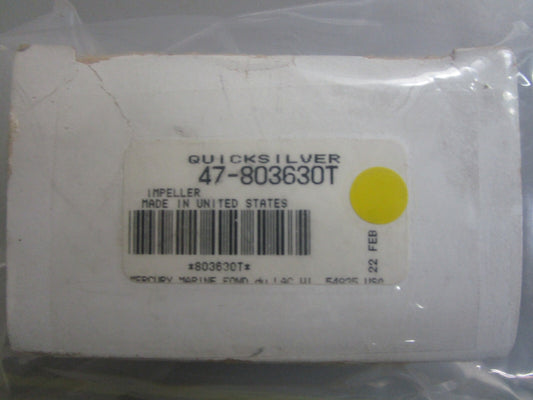 QUICKSILVER
47-803630T
IMPELLER
MADE IN UNITED STATES
*803630T*
22 FEB
MERCURY MARINE FOND du LAC WI. 54935 USA